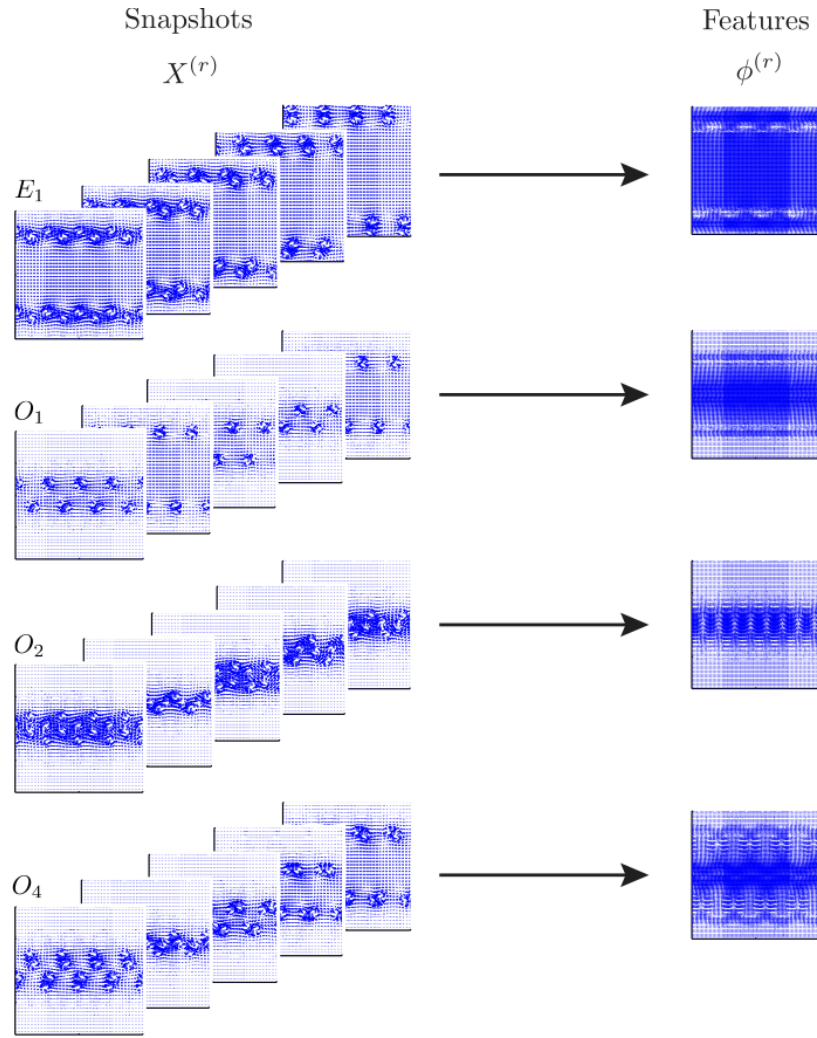 Snapshots Features
X^{(r)} ϕ^{(r)}
E_1
O_1
O_2
O_4